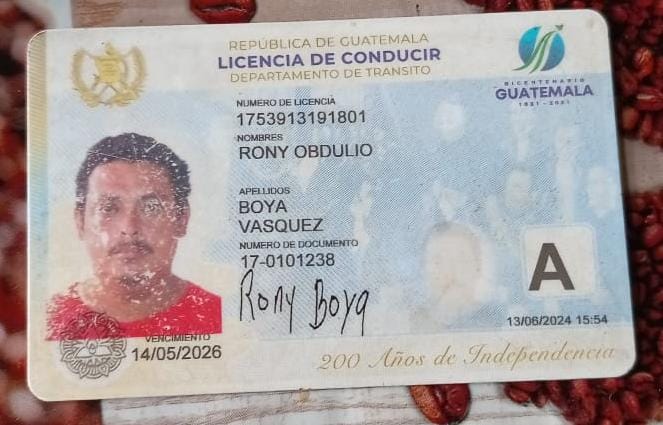 REPÚBLICA DE GUATEMALA
LICENCIA DE CONDUCIR
DEPARTAMENTO DE TRANSITO
BICENTENARIO
GUATEMALA
1821 - 2021
NUMERO DE LICENCIA
1753913191801
NOMBRES
RONY OBDULIO
APELLIDOS
BOYA
VASQUEZ
NUMERO DE DOCUMENTO
17-0101238
Rony Boya
A
13/06/2024 15:54
VENCIMIENTO
14/05/2026
200 Años de Independencia